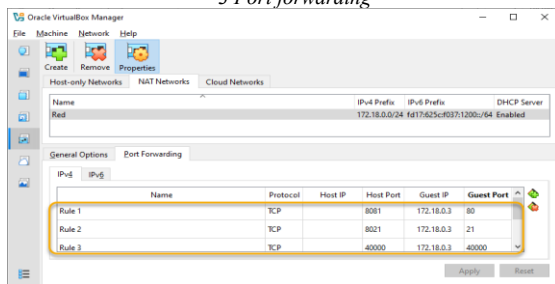 3 Port forwarding
Oracle VirtualBox Manager
File Machine Network Help
Create Remove Properties
Host-only Networks NAT Networks Cloud Networks
Name IPv4 Prefix IPv6 Prefix DHCP Server
Red 172.18.0.0/24 fd17:625c:f037:1200::/64 Enabled
General Options Port Forwarding
IPv4 IPv6
Name Protocol Host IP Host Port Guest IP Guest Port
Rule 1 TCP 8081 172.18.0.3 80
Rule 2 TCP 8021 172.18.0.3 21
Rule 3 TCP 40000 172.18.0.3 40000
Apply Reset